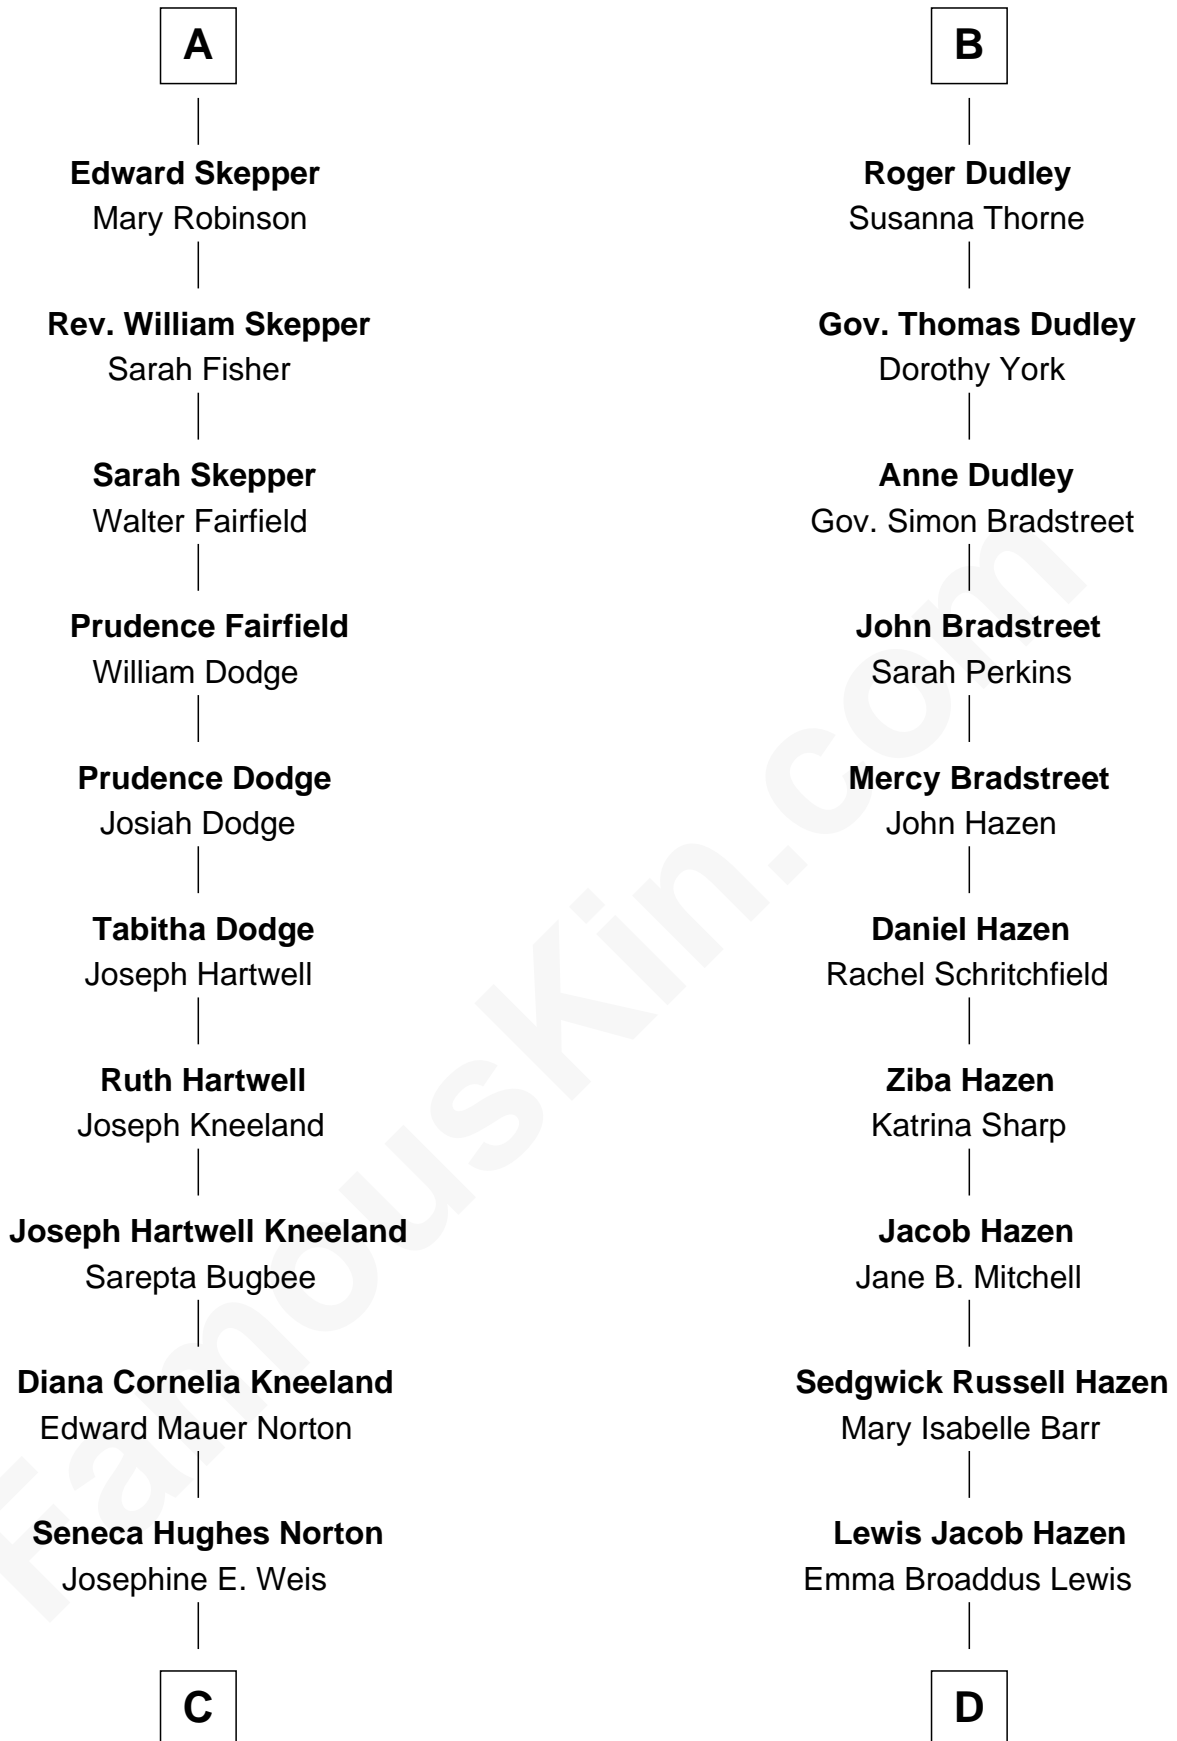 A
Edward Skepper
Mary Robinson
Rev. William Skepper
Sarah Fisher
Sarah Skepper
Walter Fairfield
Prudence Fairfield
William Dodge
Prudence Dodge
Josiah Dodge
Tabitha Dodge
Joseph Hartwell
Ruth Hartwell
Joseph Kneeland
Joseph Hartwell Kneeland
Sarepta Bugbee
Diana Cornelia Kneeland
Edward Mauer Norton
Seneca Hughes Norton
Josephine E. Weis
C
B
Roger Dudley
Susanna Thorne
Gov. Thomas Dudley
Dorothy York
Anne Dudley
Gov. Simon Bradstreet
John Bradstreet
Sarah Perkins
Mercy Bradstreet
John Hazen
Daniel Hazen
Rachel Schritchfield
Ziba Hazen
Katrina Sharp
Jacob Hazen
Jane B. Mitchell
Sedgwick Russell Hazen
Mary Isabelle Barr
Lewis Jacob Hazen
Emma Broaddus Lewis
D
FamousKin.com